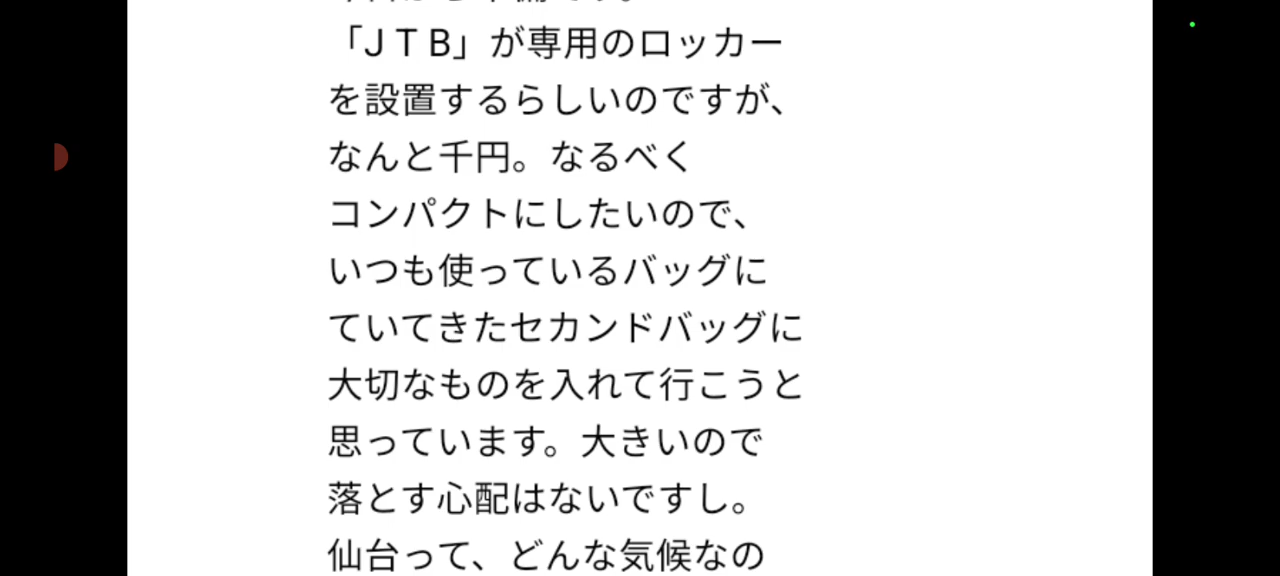 「ＪＴＢ」が専用のロッカー
を設置するらしいのですが、
なんと千円。なるべく
コンパクトにしたいので、
いつも使っているバッグに
ていてきたセカンドバッグに
大切なものを入れて行こうと
思っています。大きいので
落とす心配はないですし。
仙台って、どんな気候なの